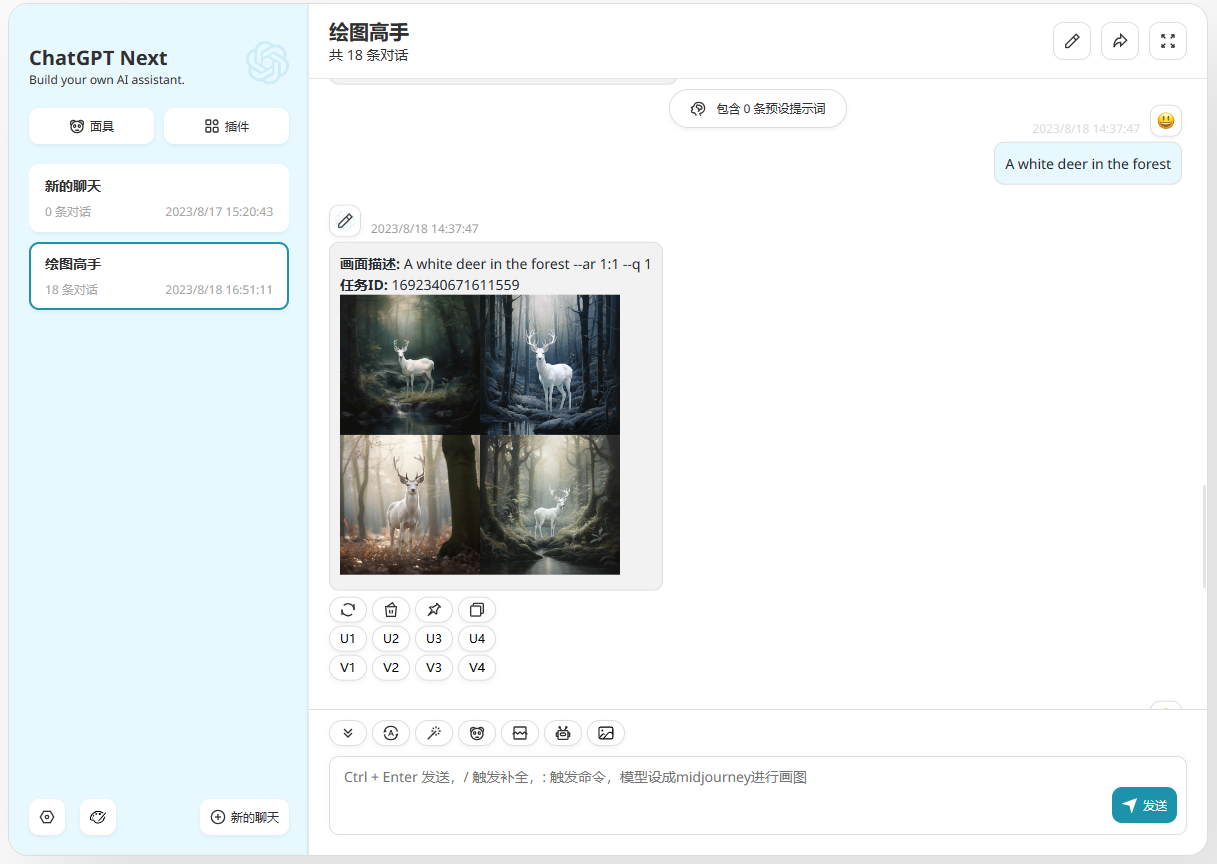 ChatGPT Next
Build your own AI assistant.
面具
插件
新的聊天
0 条对话 2023/8/17 15:20:43
绘图高手
18 条对话 2023/8/18 16:51:11
新的聊天
绘图高手
共 18 条对话
包含 0 条预设提示词
2023/8/18 14:37:47
A white deer in the forest
2023/8/18 14:37:47
画面描述: A white deer in the forest --ar 1:1 --q 1
任务ID: 1692340671611559
U1 U2 U3 U4
V1 V2 V3 V4
Ctrl + Enter 发送，/ 触发补全，: 触发命令，模型设成midjourney进行画图
发送